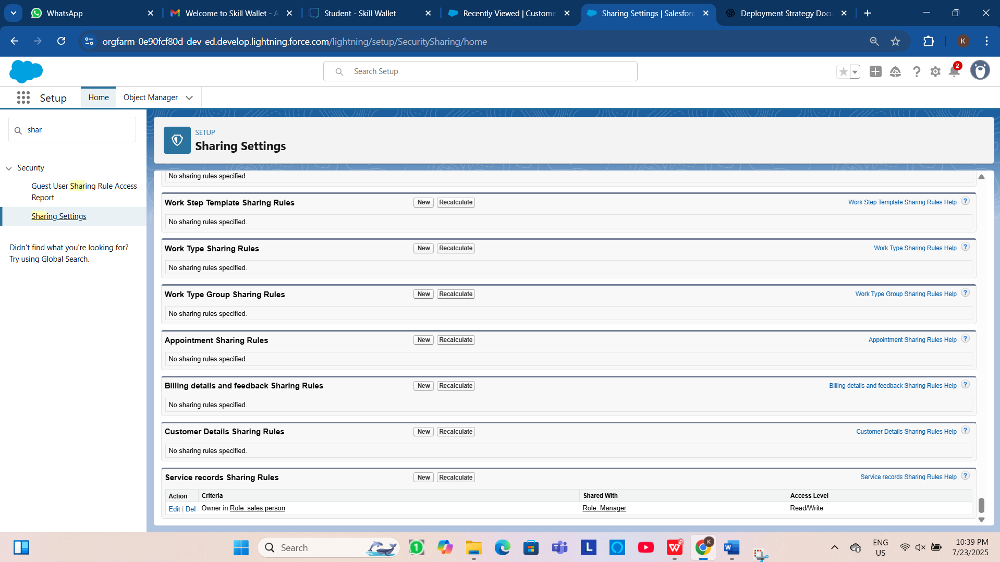 WhatsApp
Welcome to Skill Wallet - A
Student - Skill Wallet
Recently Viewed | Custome
Sharing Settings | Salesforc
Deployment Strategy Docu
orgfarm-0e90fcf80d-dev-ed.develop.lightning.force.com/lightning/setup/SecuritySharing/home
K
Search Setup
2
Setup
Home
Object Manager
shar
Security
Guest User Sharing Rule Access
Report
Sharing Settings
Didn't find what you're looking for?
Try using Global Search.
SETUP
Sharing Settings
No sharing rules specified.
Work Step Template Sharing Rules New Recalculate Work Step Template Sharing Rules Help ?
No sharing rules specified.
Work Type Sharing Rules New Recalculate Work Type Sharing Rules Help ?
No sharing rules specified.
Work Type Group Sharing Rules New Recalculate Work Type Group Sharing Rules Help ?
No sharing rules specified.
Appointment Sharing Rules New Recalculate Appointment Sharing Rules Help ?
No sharing rules specified.
Billing details and feedback Sharing Rules New Recalculate Billing details and feedback Sharing Rules Help ?
No sharing rules specified.
Customer Details Sharing Rules New Recalculate Customer Details Sharing Rules Help ?
No sharing rules specified.
Service records Sharing Rules New Recalculate Service records Sharing Rules Help ?
Action Criteria Shared With Access Level
Edit | Del Owner in Role: sales person Role: Manager Read/Write
Search
ENG
US
10:39 PM
7/23/2025